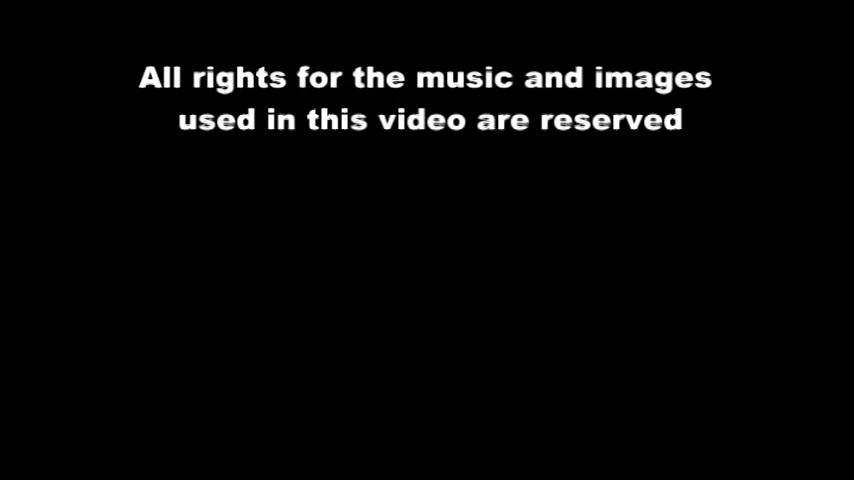 All rights for the music and images
used in this video are reserved